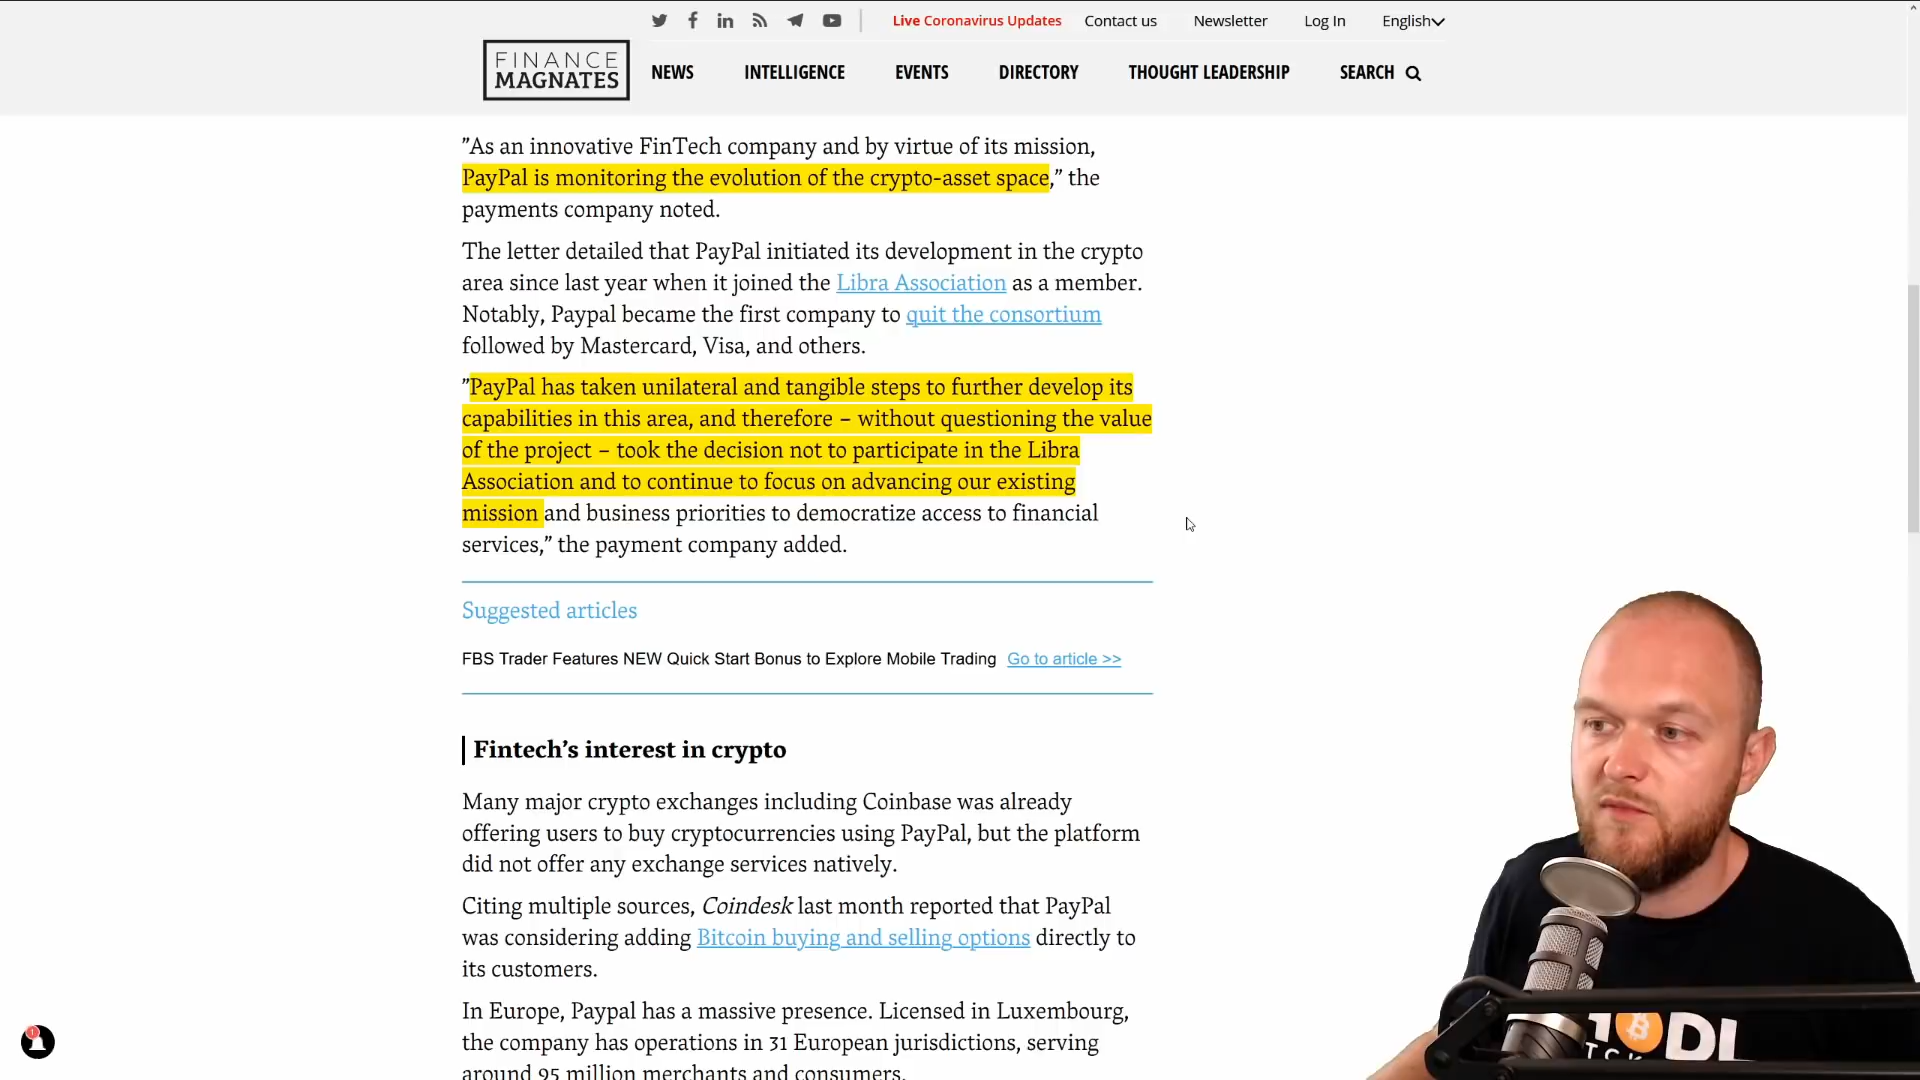 Live Coronavirus Updates Contact us Newsletter Log In English
FINANCE
MAGNATES
NEWS INTELLIGENCE EVENTS DIRECTORY THOUGHT LEADERSHIP SEARCH
”As an innovative FinTech company and by virtue of its mission,
PayPal is monitoring the evolution of the crypto-asset space,” the
payments company noted.
The letter detailed that PayPal initiated its development in the crypto
area since last year when it joined the Libra Association as a member.
Notably, Paypal became the first company to quit the consortium
followed by Mastercard, Visa, and others.
”PayPal has taken unilateral and tangible steps to further develop its
capabilities in this area, and therefore – without questioning the value
of the project – took the decision not to participate in the Libra
Association and to continue to focus on advancing our existing
mission and business priorities to democratize access to financial
services,” the payment company added.
Suggested articles
FBS Trader Features NEW Quick Start Bonus to Explore Mobile Trading Go to article >>
Fintech’s interest in crypto
Many major crypto exchanges including Coinbase was already
offering users to buy cryptocurrencies using PayPal, but the platform
did not offer any exchange services natively.
Citing multiple sources, Coindesk last month reported that PayPal
was considering adding Bitcoin buying and selling options directly to
its customers.
In Europe, Paypal has a massive presence. Licensed in Luxembourg,
the company has operations in 31 European jurisdictions, serving
around 95 million merchants and consumers.